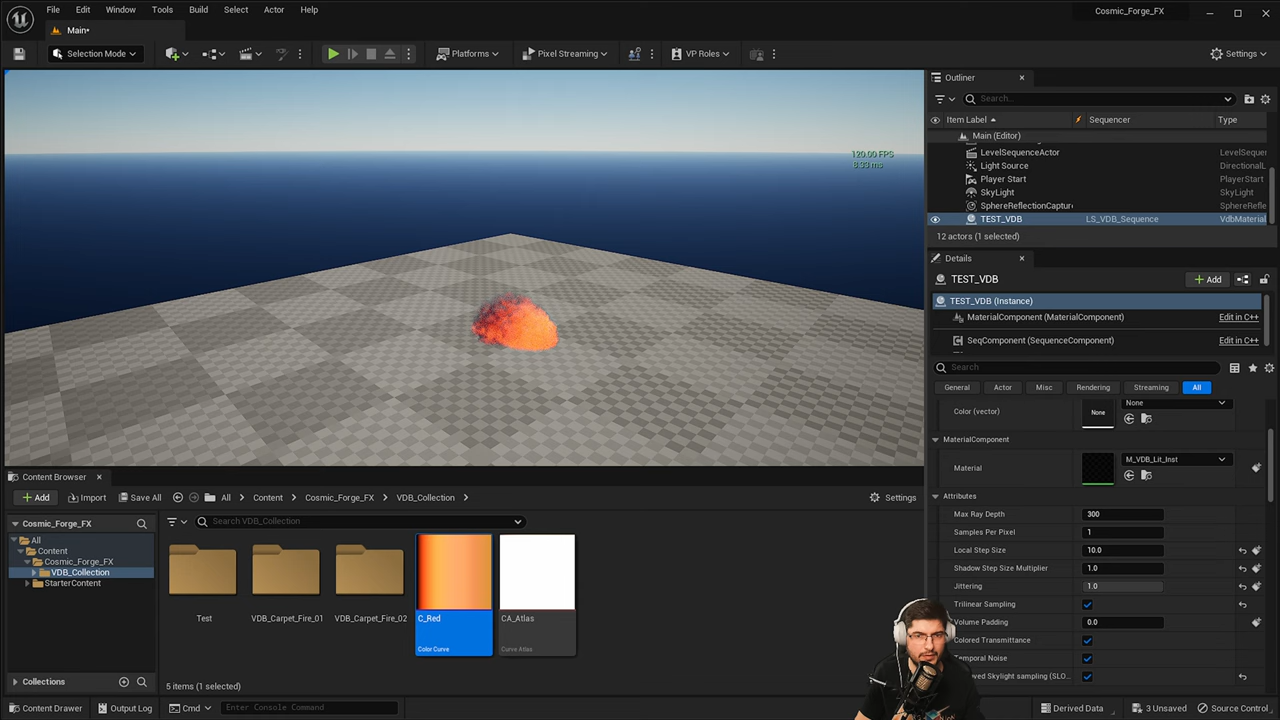 File Edit Window Tools Build Select Actor Help
Cosmic_Forge_FX
Main•
Selection Mode
Platforms
Pixel Streaming
VP Roles
Settings
120.00 FPS
8.33 ms
Outliner
Search...
Item Label
Sequencer
Type
Main (Editor)
LevelSequenceActor
LevelSequer
Light Source
DirectionalL
Player Start
PlayerStart
SkyLight
SkyLight
SphereReflectionCapture
SphereRefle
TEST_VDB
LS_VDB_Sequence
VdbMaterial
12 actors (1 selected)
Details
TEST_VDB
Add
TEST_VDB (Instance)
MaterialComponent (MaterialComponent)
Edit in C++
SeqComponent (SequenceComponent)
Edit in C++
Search
General Actor Misc Rendering Streaming All
Color (vector)
None
None
MaterialComponent
Material
M_VDB_Lit_Inst
Attributes
Max Ray Depth 300
Samples Per Pixel 1
Local Step Size 10.0
Shadow Step Size Multiplier 1.0
Jittering 1.0
Trilinear Sampling
Volume Padding 0.0
Colored Transmittance
Temporal Noise
oved Skylight sampling (SLO...
Content Browser
Add
Import
Save All
All
Content
Cosmic_Forge_FX
VDB_Collection
Settings
Cosmic_Forge_FX
Search VDB_Collection
All
Content
Cosmic_Forge_FX
VDB_Collection
StarterContent
Test
VDB_Carpet_Fire_01
VDB_Carpet_Fire_02
C_Red
Color Curve
CA_Atlas
Curve Atlas
Collections
5 items (1 selected)
Content Drawer
Output Log
Cmd
Enter Console Command
Derived Data
3 Unsaved
Source Control